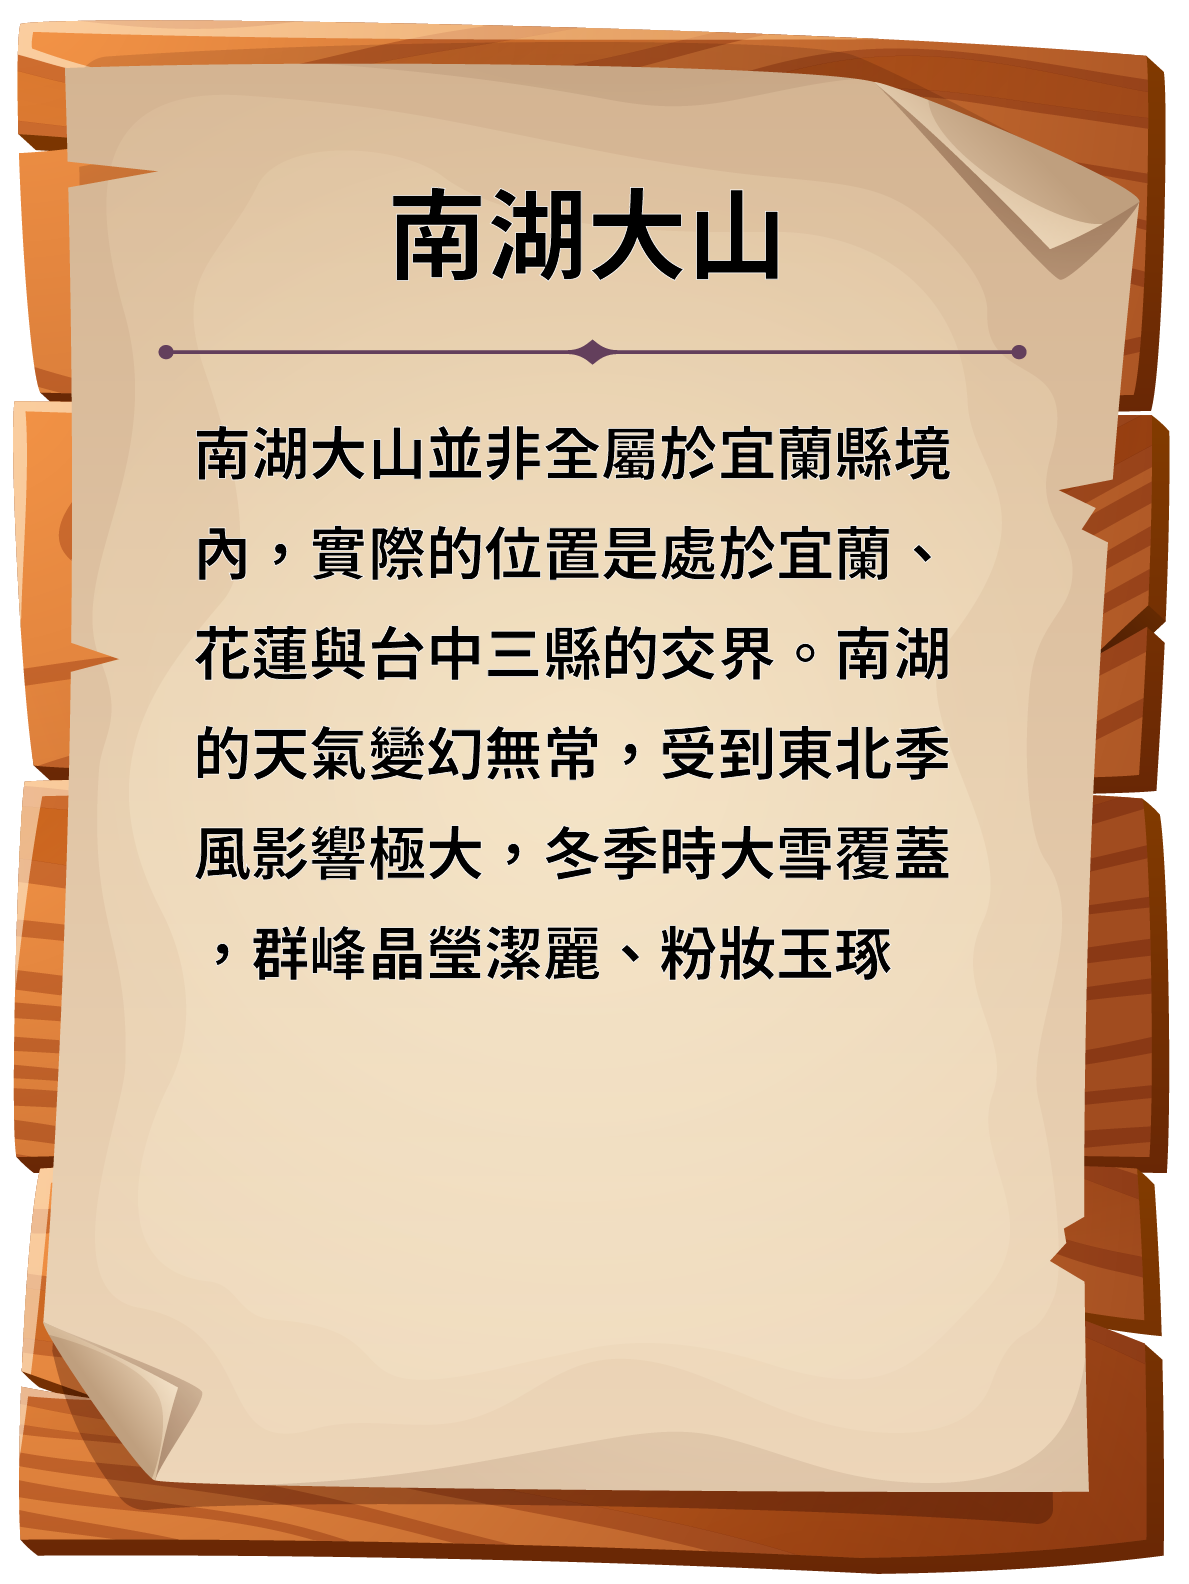 南湖大山
南湖大山並非全屬於宜蘭縣境
內，實際的位置是處於宜蘭、
花蓮與台中三縣的交界。南湖
的天氣變幻無常，受到東北季
風影響極大，冬季時大雪覆蓋
，群峰晶瑩潔麗、粉妝玉琢